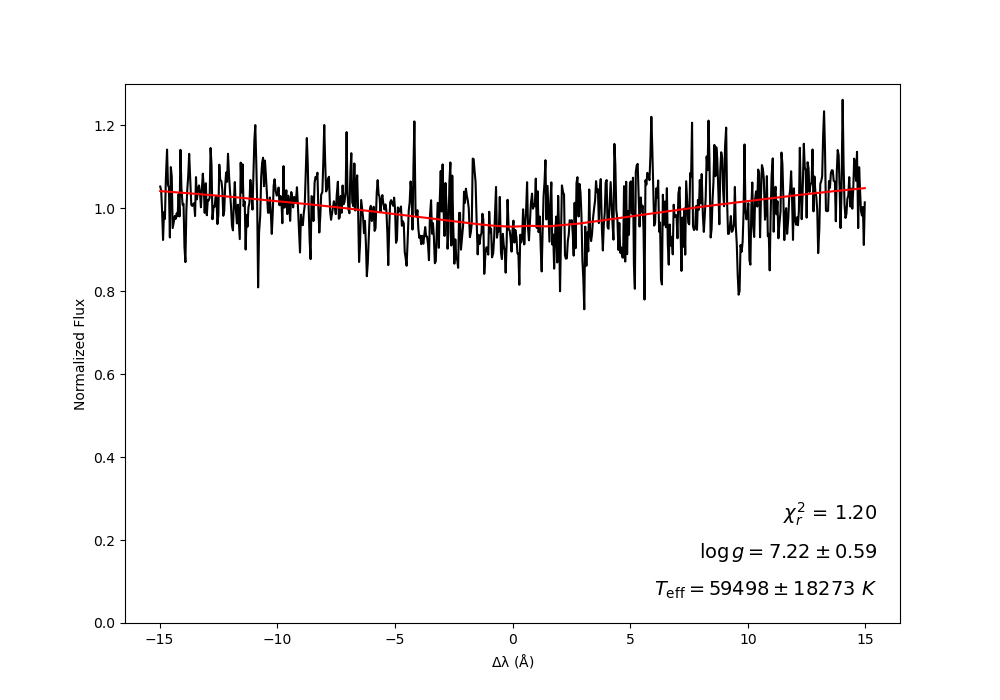 1.2
1.0
0.8
0.6
0.4
0.2
0.0
Normalized Flux
χ²ᵣ = 1.20
log g = 7.22 ± 0.59
T_eff = 59498 ± 18273 K
−15 −10 −5 0 5 10 15
Δλ (Å)